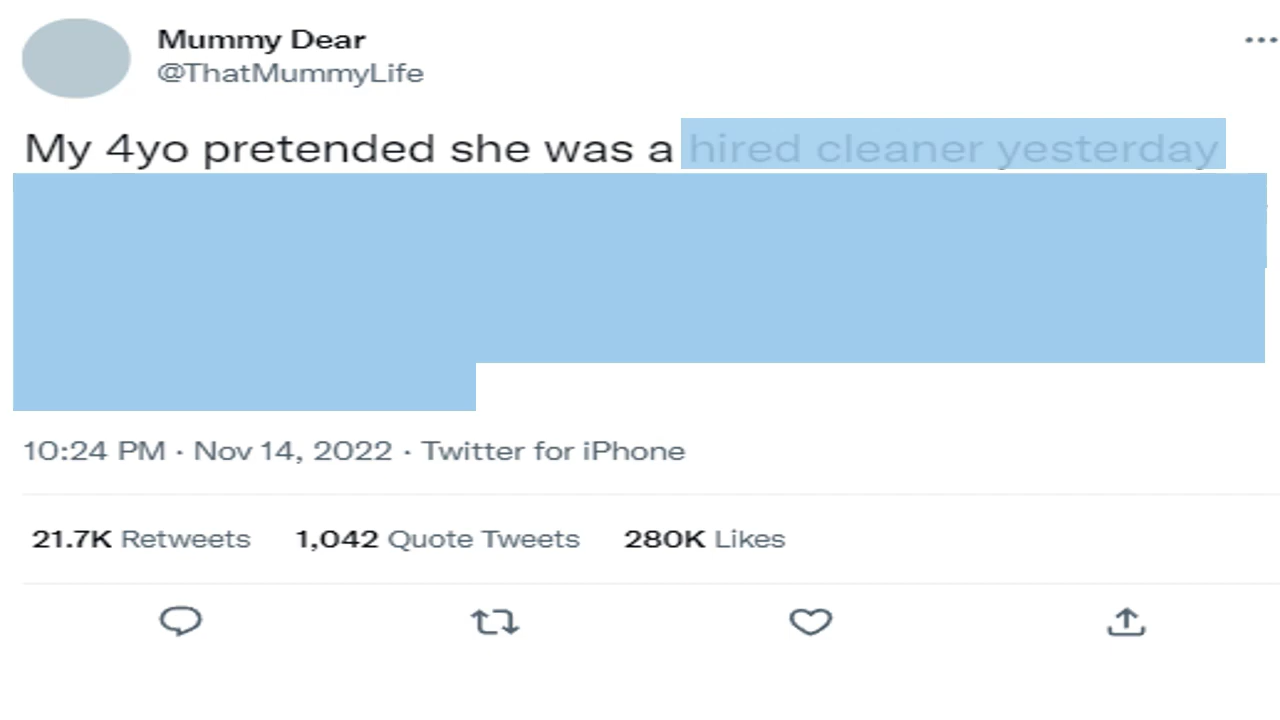 Mummy Dear
@ThatMummyLife
My 4yo pretended she was a hired cleaner yesterday
10:24 PM · Nov 14, 2022 · Twitter for iPhone
21.7K Retweets 1,042 Quote Tweets 280K Likes